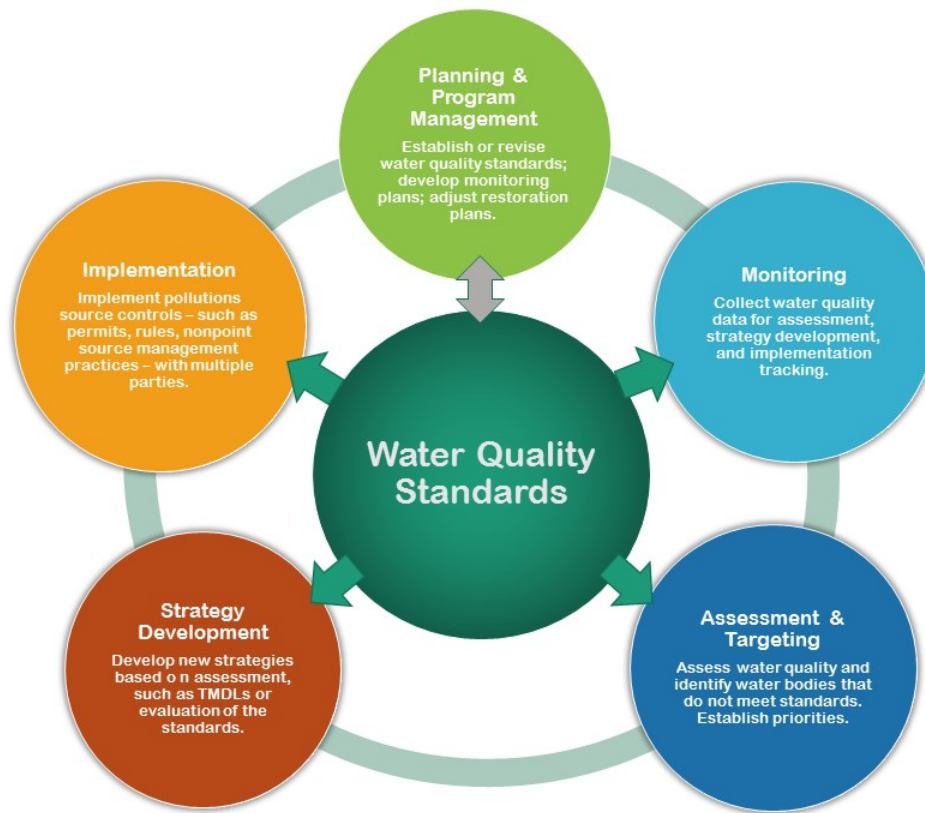 Planning &
Program
Management
Establish or revise
water quality standards;
develop monitoring
plans; adjust restoration
plans.
Implementation
Implement pollutions
source controls – such as
permits, rules, nonpoint
source management
practices – with multiple
parties.
Monitoring
Collect water quality
data for assessment,
strategy development,
and implementation
tracking.
Water Quality
Standards
Strategy
Development
Develop new strategies
based o n assessment,
such as TMDLs or
evaluation of the
standards.
Assessment &
Targeting
Assess water quality and
identify water bodies that
do not meet standards.
Establish priorities.